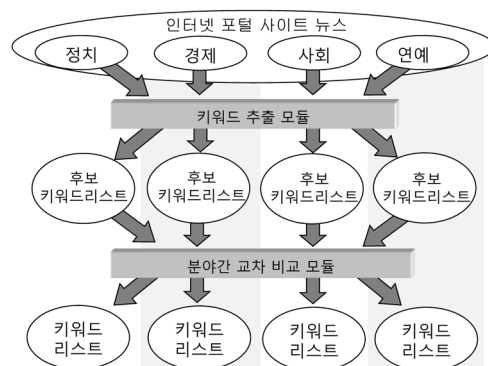 인터넷 포털 사이트 뉴스
정치 경제 사회 연예
키워드 추출 모듈
후보 후보 후보 후보
키워드리스트 키워드리스트 키워드리스트 키워드리스트
분야간 교차 비교 모듈
키워드 키워드 키워드 키워드
리스트 리스트 리스트 리스트